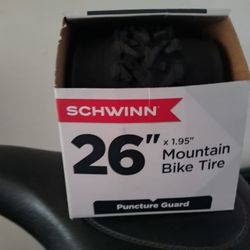 SCHWINN
26" x 1.95"
Mountain
Bike Tire
Puncture Guard